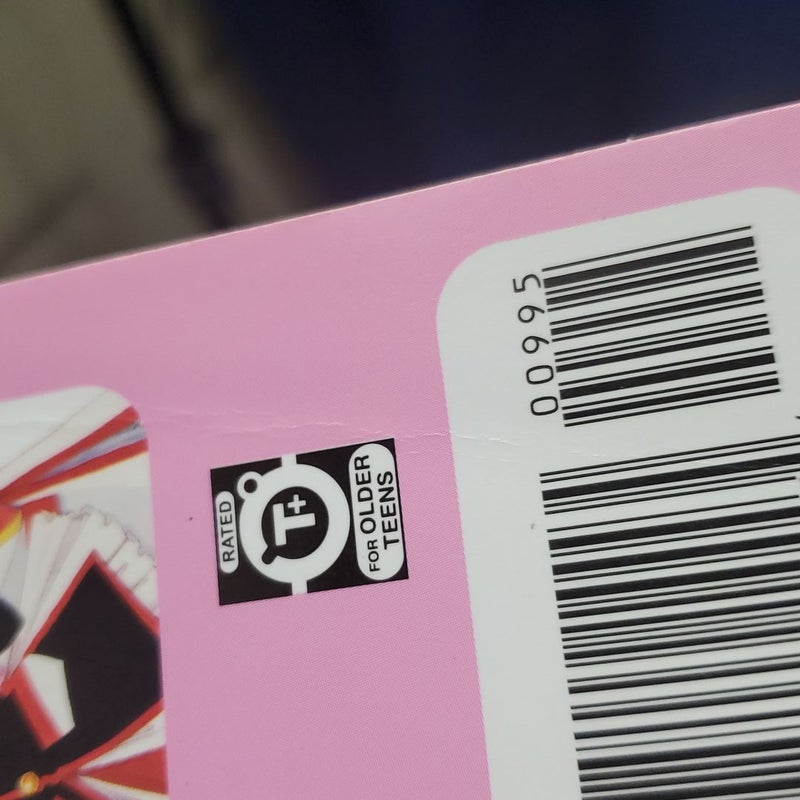 RATED
T+
FOR OLDER
TEENS
00995